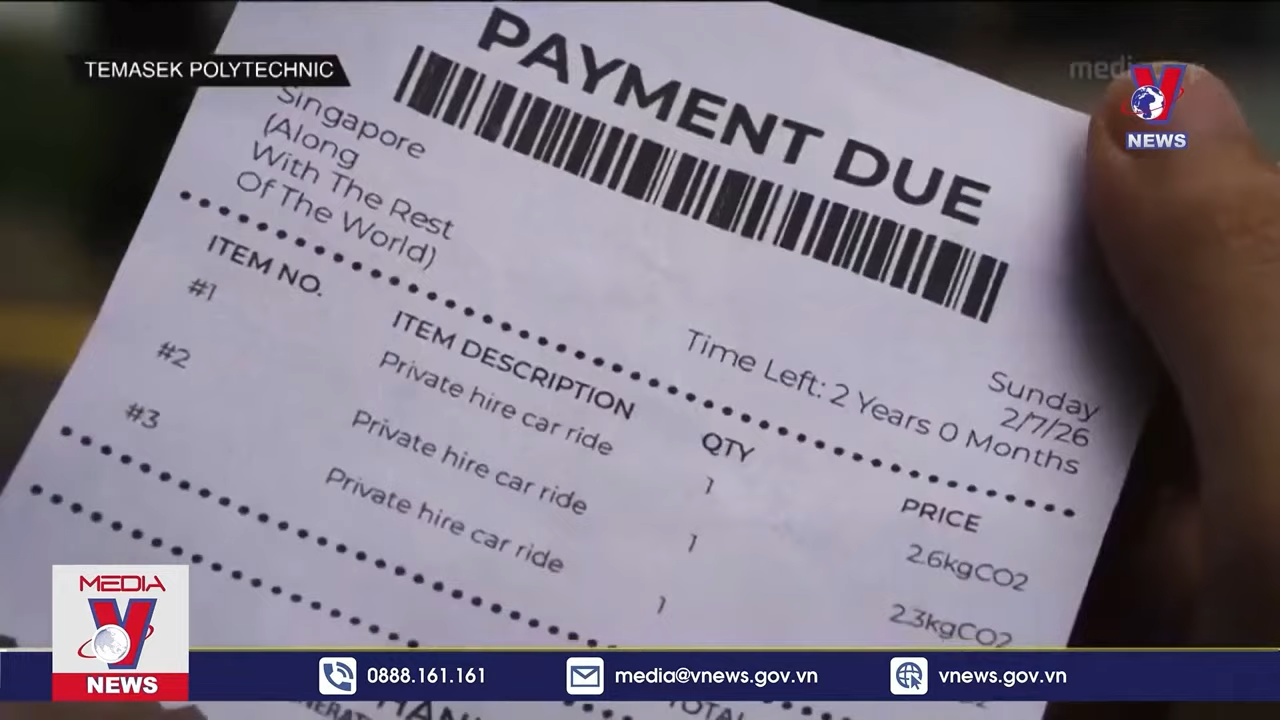 TEMASEK POLYTECHNIC
NEWS
PAYMENT DUE
Singapore
(Along
With The Rest
Of The World)
Sunday
2/7/26
Time Left: 2 Years 0 Months
ITEM NO. ITEM DESCRIPTION QTY PRICE
#1 Private hire car ride 1 2.6kgCO2
#2 Private hire car ride 1 2.3kgCO2
#3 Private hire car ride 1
TOTAL
MEDIA
NEWS
0888.161.161
media@vnews.gov.vn
vnews.gov.vn